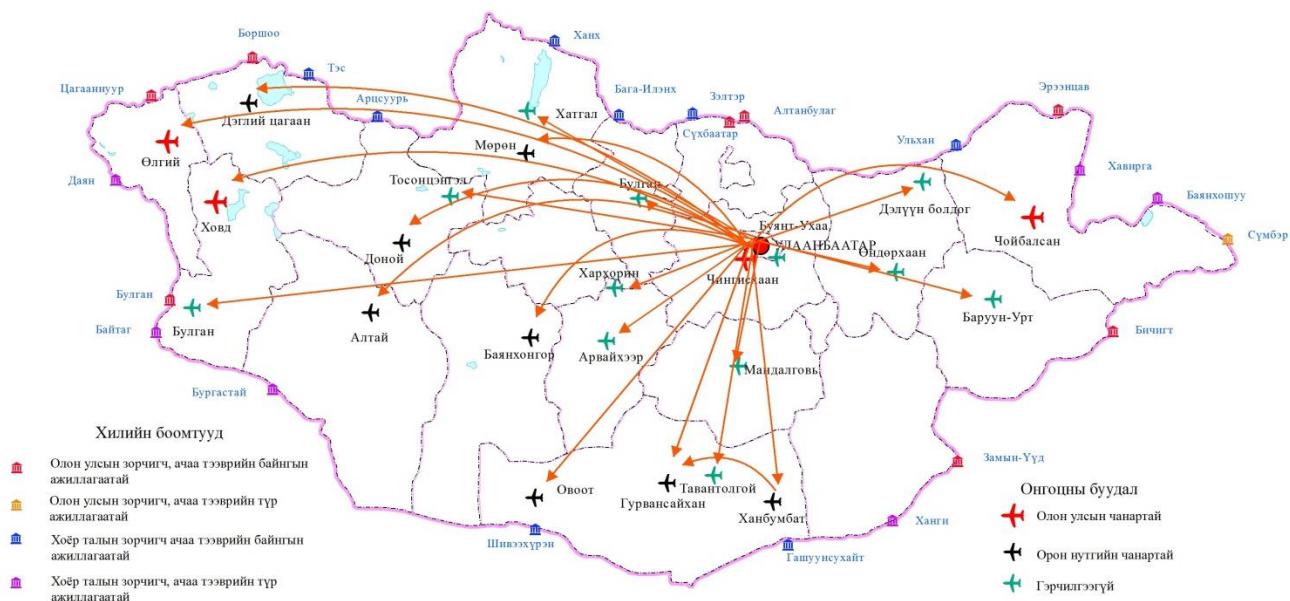 Ханх
Боршоо
Тэс
Цагааннуур
Арцсуурь
Дэглий цагаан
Хатгал
Бага-Илэнх
Зэлтэр
Сүхбаатар
Алтанбулаг
Эрээнцав
Ульхан
Хавирга
Баянхошуу
Сүмбэр
Өлгий
Мөрөн
Даян
Тосонцэнгэл
Булган
Дэлүүн болдог
Ховд
Чойбалсан
Буянт-Ухаа
УЛААНБААТАР
Доной
Өндөрхаан
Чингисхаан
Хархорин
Булган
Булган
Байтаг
Алтай
Баянхонгор
Арвайхээр
Баруун-Урт
Бичигт
Мандалговь
Бургастай
Замын-Үүд
Овоот
Гурвансайхан
Тавантолгой
Ханбумбат
Шивээхүрэн
Гашуунсухайт
Ханги
Хилийн боомтууд
Олон улсын зорчигч, ачаа тээврийн байнгын
ажиллагаатай
Олон улсын зорчигч, ачаа тээврийн түр
ажиллагаатай
Хоёр талын зорчигч ачаа тээврийн байнгын
ажиллагаатай
Хоёр талын зорчигч, ачаа тээврийн түр
ажиллагаатай
Онгоцны буудал
Олон улсын чанартай
Орон нутгийн чанартай
Гэрчилгээгүй